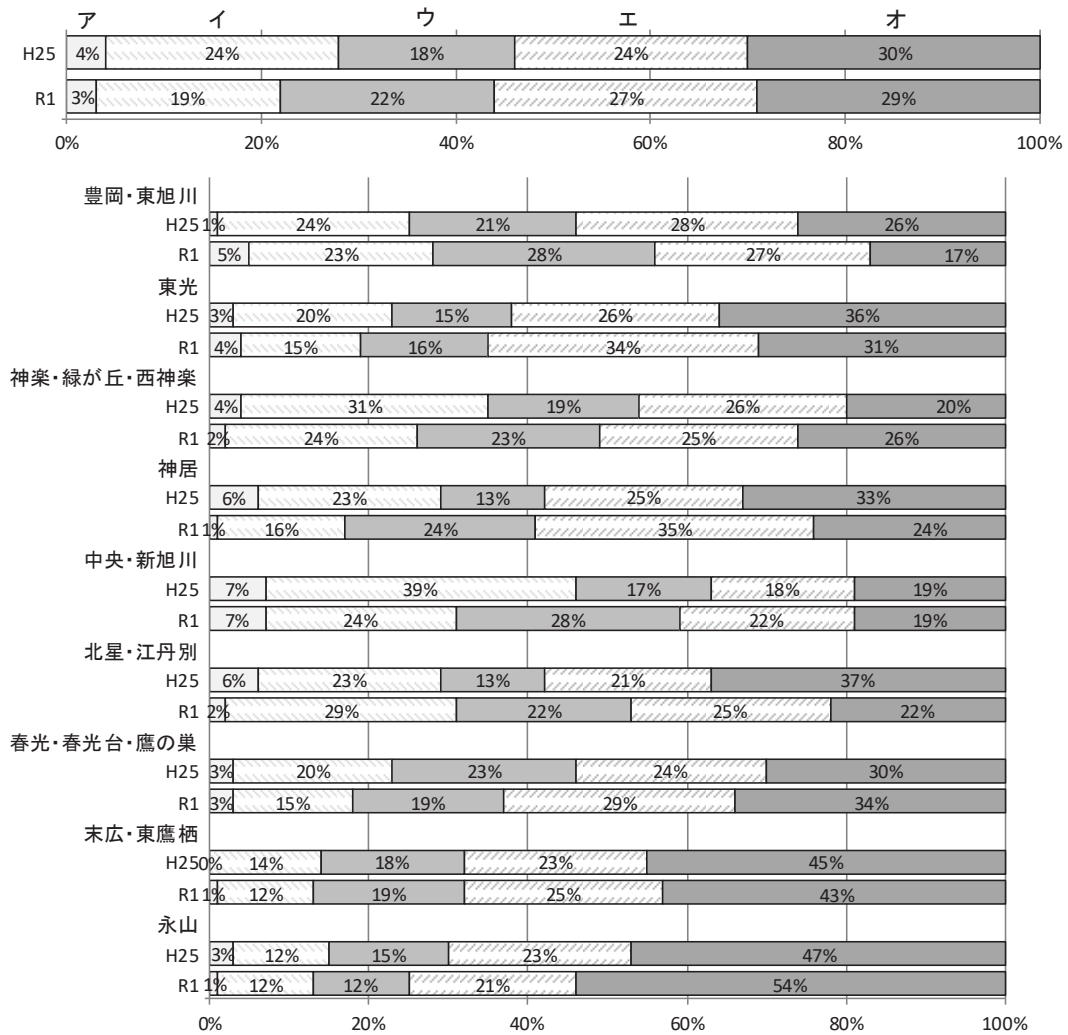 ア イ ウ エ オ
H25 4% 24% 18% 24% 30%
R1 3% 19% 22% 27% 29%
0% 20% 40% 60% 80% 100%
豊岡・東旭川
H25 1% 24% 21% 28% 26%
R1 5% 23% 28% 27% 17%
東光
H25 3% 20% 15% 26% 36%
R1 4% 15% 16% 34% 31%
神楽・緑が丘・西神楽
H25 4% 31% 19% 26% 20%
R1 2% 24% 23% 25% 26%
神居
H25 6% 23% 13% 25% 33%
R1 1% 16% 24% 35% 24%
中央・新旭川
H25 7% 39% 17% 18% 19%
R1 7% 24% 28% 22% 19%
北星・江丹別
H25 6% 23% 13% 21% 37%
R1 2% 29% 22% 25% 22%
春光・春光台・鷹の巣
H25 3% 20% 23% 24% 30%
R1 3% 15% 19% 29% 34%
末広・東鷹栖
H25 0% 14% 18% 23% 45%
R1 1% 12% 19% 25% 43%
永山
H25 3% 12% 15% 23% 47%
R1 1% 12% 12% 21% 54%
0% 20% 40% 60% 80% 100%